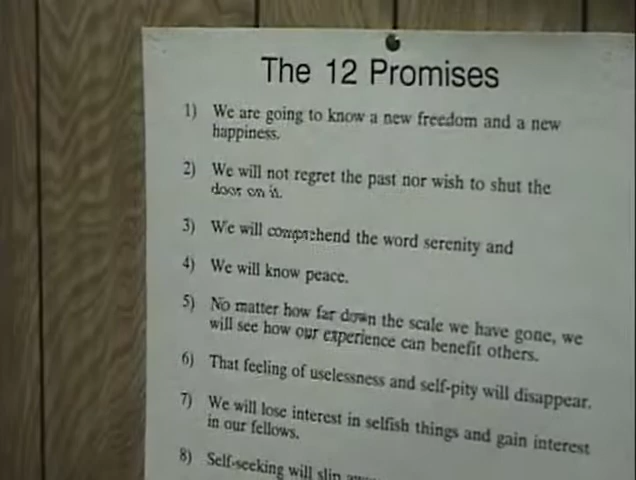 The 12 Promises
1) We are going to know a new freedom and a new
happiness.
2) We will not regret the past nor wish to shut the
door on it.
3) We will comprehend the word serenity and
4) We will know peace.
5) No matter how far down the scale we have gone, we
will see how our experience can benefit others.
6) That feeling of uselessness and self-pity will disappear.
7) We will lose interest in selfish things and gain interest
in our fellows.
8) Self-seeking will slip